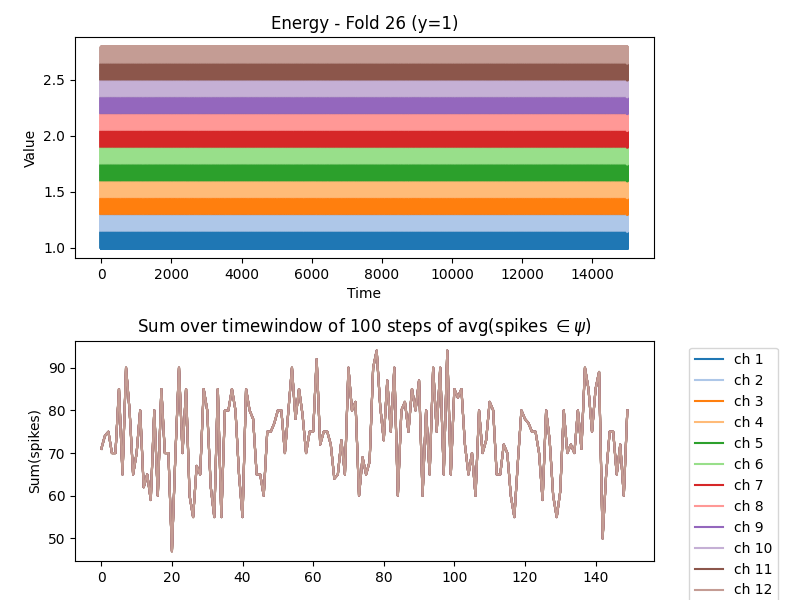 Energy - Fold 26 (y=1)
Value
2.5
2.0
1.5
1.0
0 2000 4000 6000 8000 10000 12000 14000
Time
Sum over timewindow of 100 steps of avg(spikes ∈ ψ)
Sum(spikes)
90
80
70
60
50
0 20 40 60 80 100 120 140
ch 1
ch 2
ch 3
ch 4
ch 5
ch 6
ch 7
ch 8
ch 9
ch 10
ch 11
ch 12